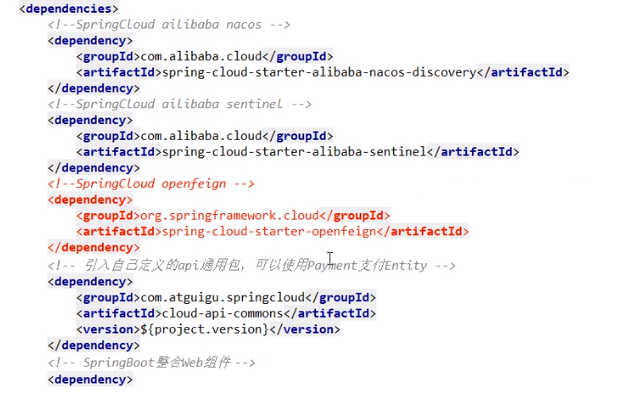 <dependencies>
<!--SpringCloud ailibaba nacos -->
<dependency>
<groupId>com.alibaba.cloud</groupId>
<artifactId>spring-cloud-starter-alibaba-nacos-discovery</artifactId>
</dependency>
<!--SpringCloud ailibaba sentinel -->
<dependency>
<groupId>com.alibaba.cloud</groupId>
<artifactId>spring-cloud-starter-alibaba-sentinel</artifactId>
</dependency>
<!--SpringCloud openfeign -->
<dependency>
<groupId>org.springframework.cloud</groupId>
<artifactId>spring-cloud-starter-openfeign</artifactId>
</dependency>
<!-- 引入自己定义的api通用包，可以使用Payment支付Entity -->
<dependency>
<groupId>com.atguigu.springcloud</groupId>
<artifactId>cloud-api-commons</artifactId>
<version>${project.version}</version>
</dependency>
<!-- SpringBoot整合Web组件 -->
<dependency>